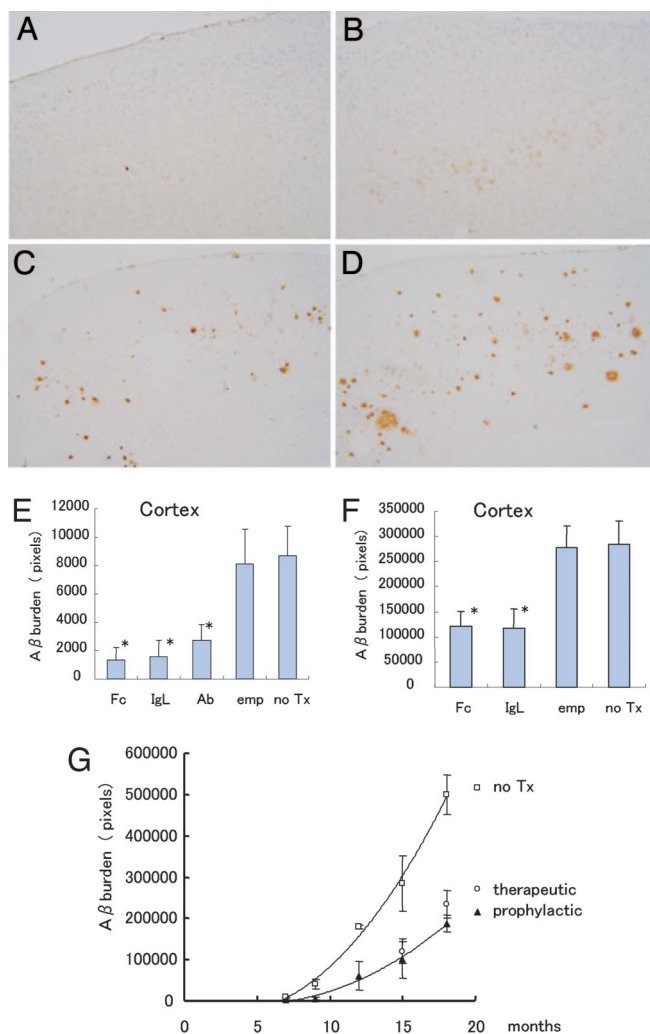 A
B
C
D
E
Cortex
Aβ burden ( pixels)
12000
10000
8000
6000
4000
2000
0
*
*
*
Fc IgL Ab emp no Tx
F
Cortex
Aβ burden ( pixels)
350000
300000
250000
200000
150000
100000
50000
0
*
*
Fc IgL emp no Tx
G
Aβ burden ( pixels)
600000
500000
400000
300000
200000
100000
0
no Tx
therapeutic
prophylactic
0 5 10 15 20 months